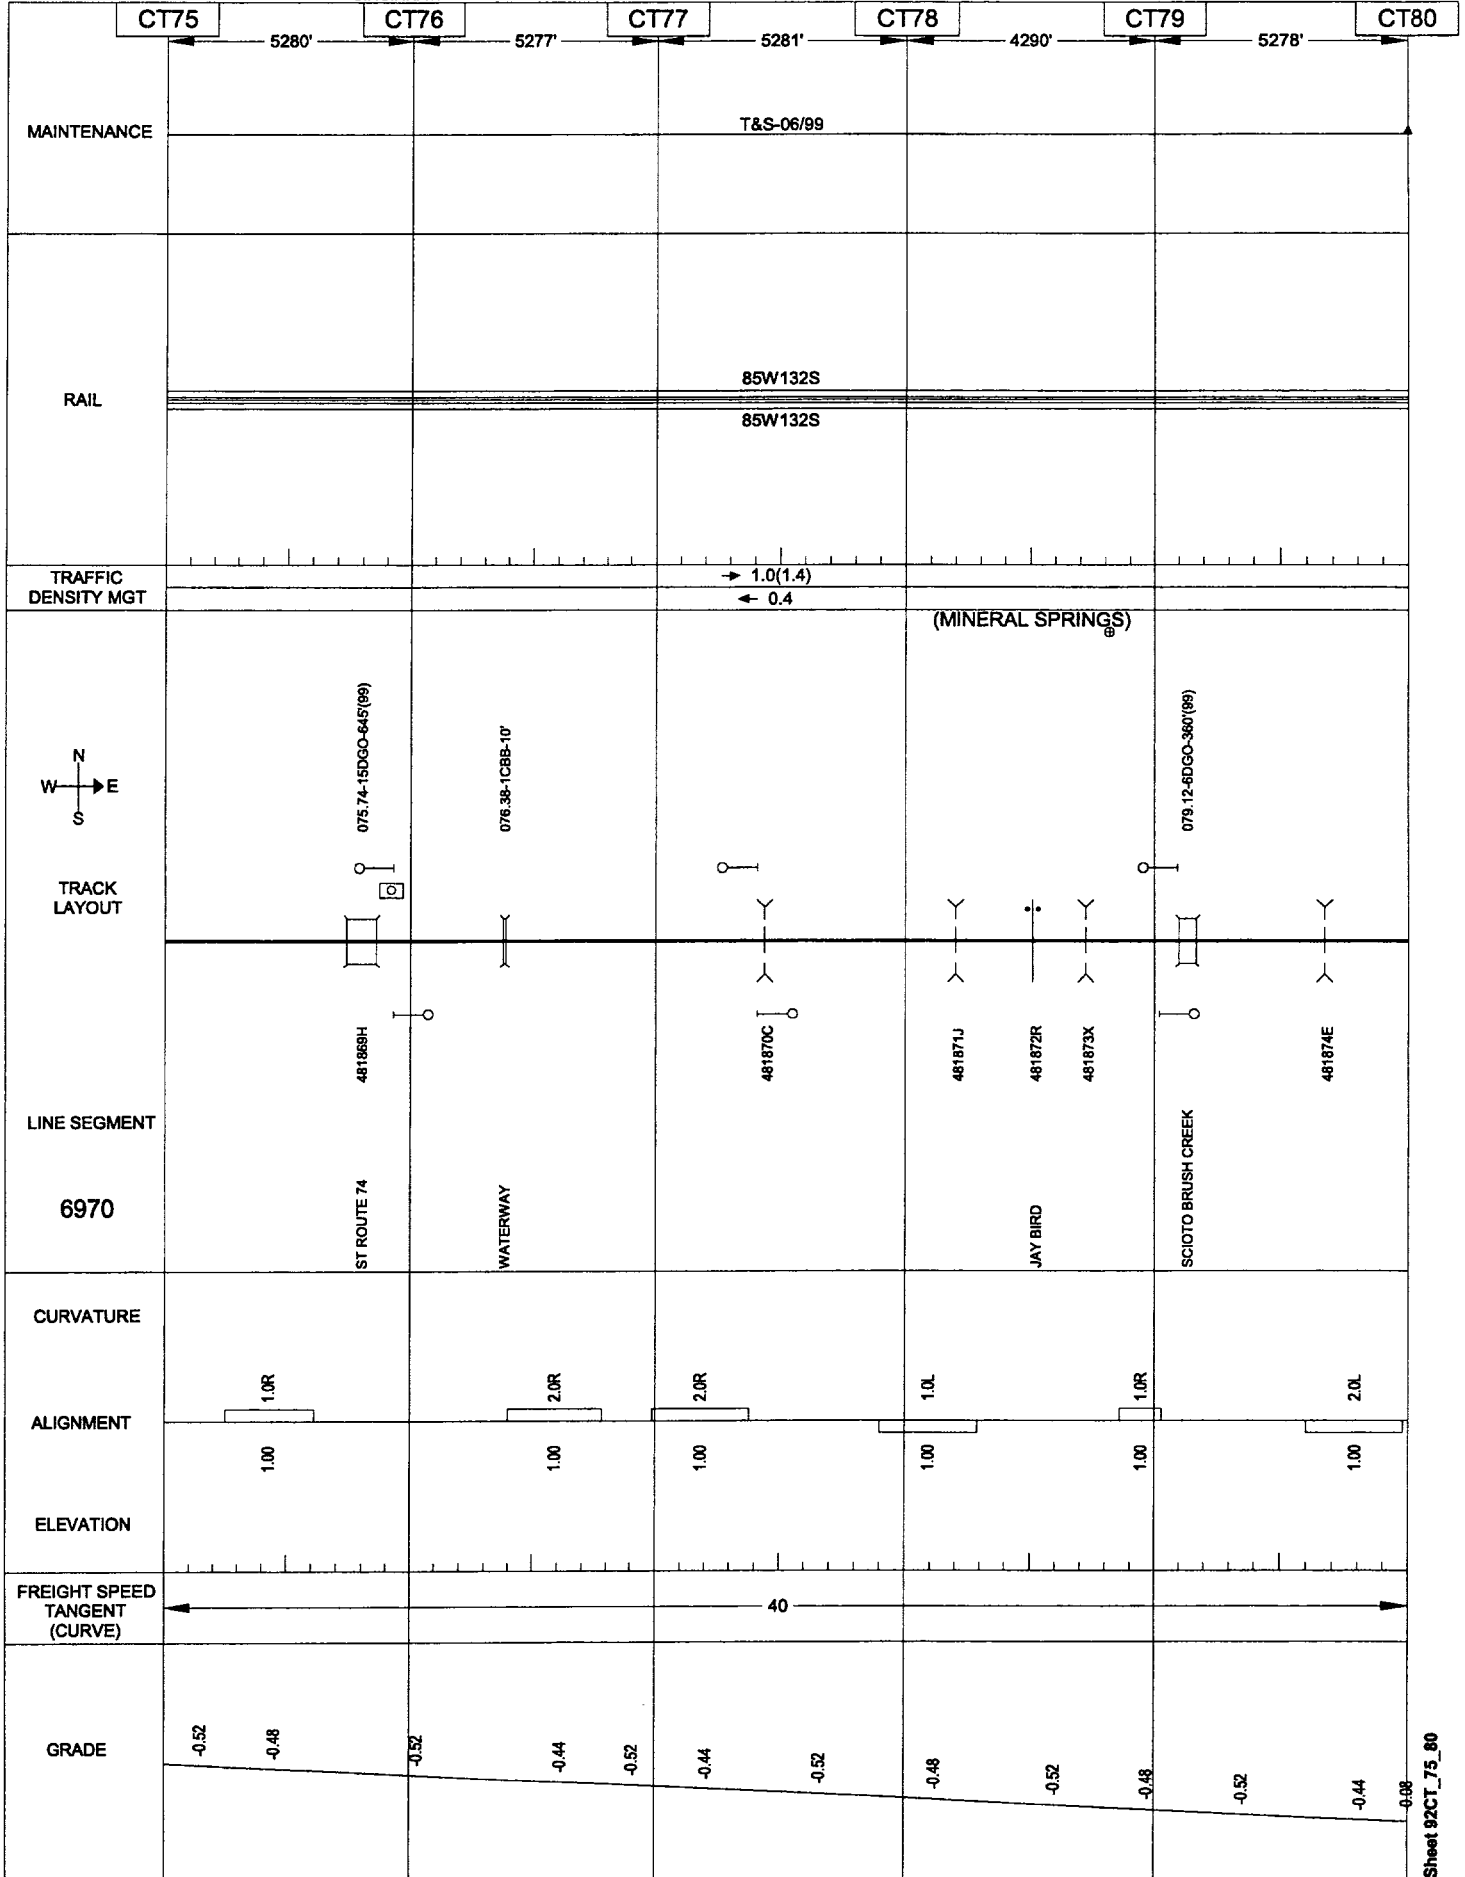 CT75 CT76 CT77 CT78 CT79 CT80
5280' 5277' 5281' 4290' 5278'
MAINTENANCE
T&S-06/99
RAIL
85W132S
85W132S
TRAFFIC
DENSITY MGT
→ 1.0(1.4)
← 0.4
(MINERAL SPRINGS)
N
W E
S
TRACK
LAYOUT
075.74-15DGO-645'(99)
076.38-1CBB-10'
079.12-6DGO-360'(99)
481869H
481870C
481871J
481872R
481873X
481874E
LINE SEGMENT
6970
ST ROUTE 74
WATERWAY
JAY BIRD
SCIOTO BRUSH CREEK
CURVATURE
1.0R 2.0R 2.0R 1.0L 1.0R 2.0L
ALIGNMENT
1.00 1.00 1.00 1.00 1.00 1.00
ELEVATION
FREIGHT SPEED
TANGENT
(CURVE)
40
GRADE
-0.52 -0.48 -0.52 -0.44 -0.52 -0.44 -0.52 -0.48 -0.52 -0.48 -0.52 -0.44 -0.08
Sheet 92CT_75_80